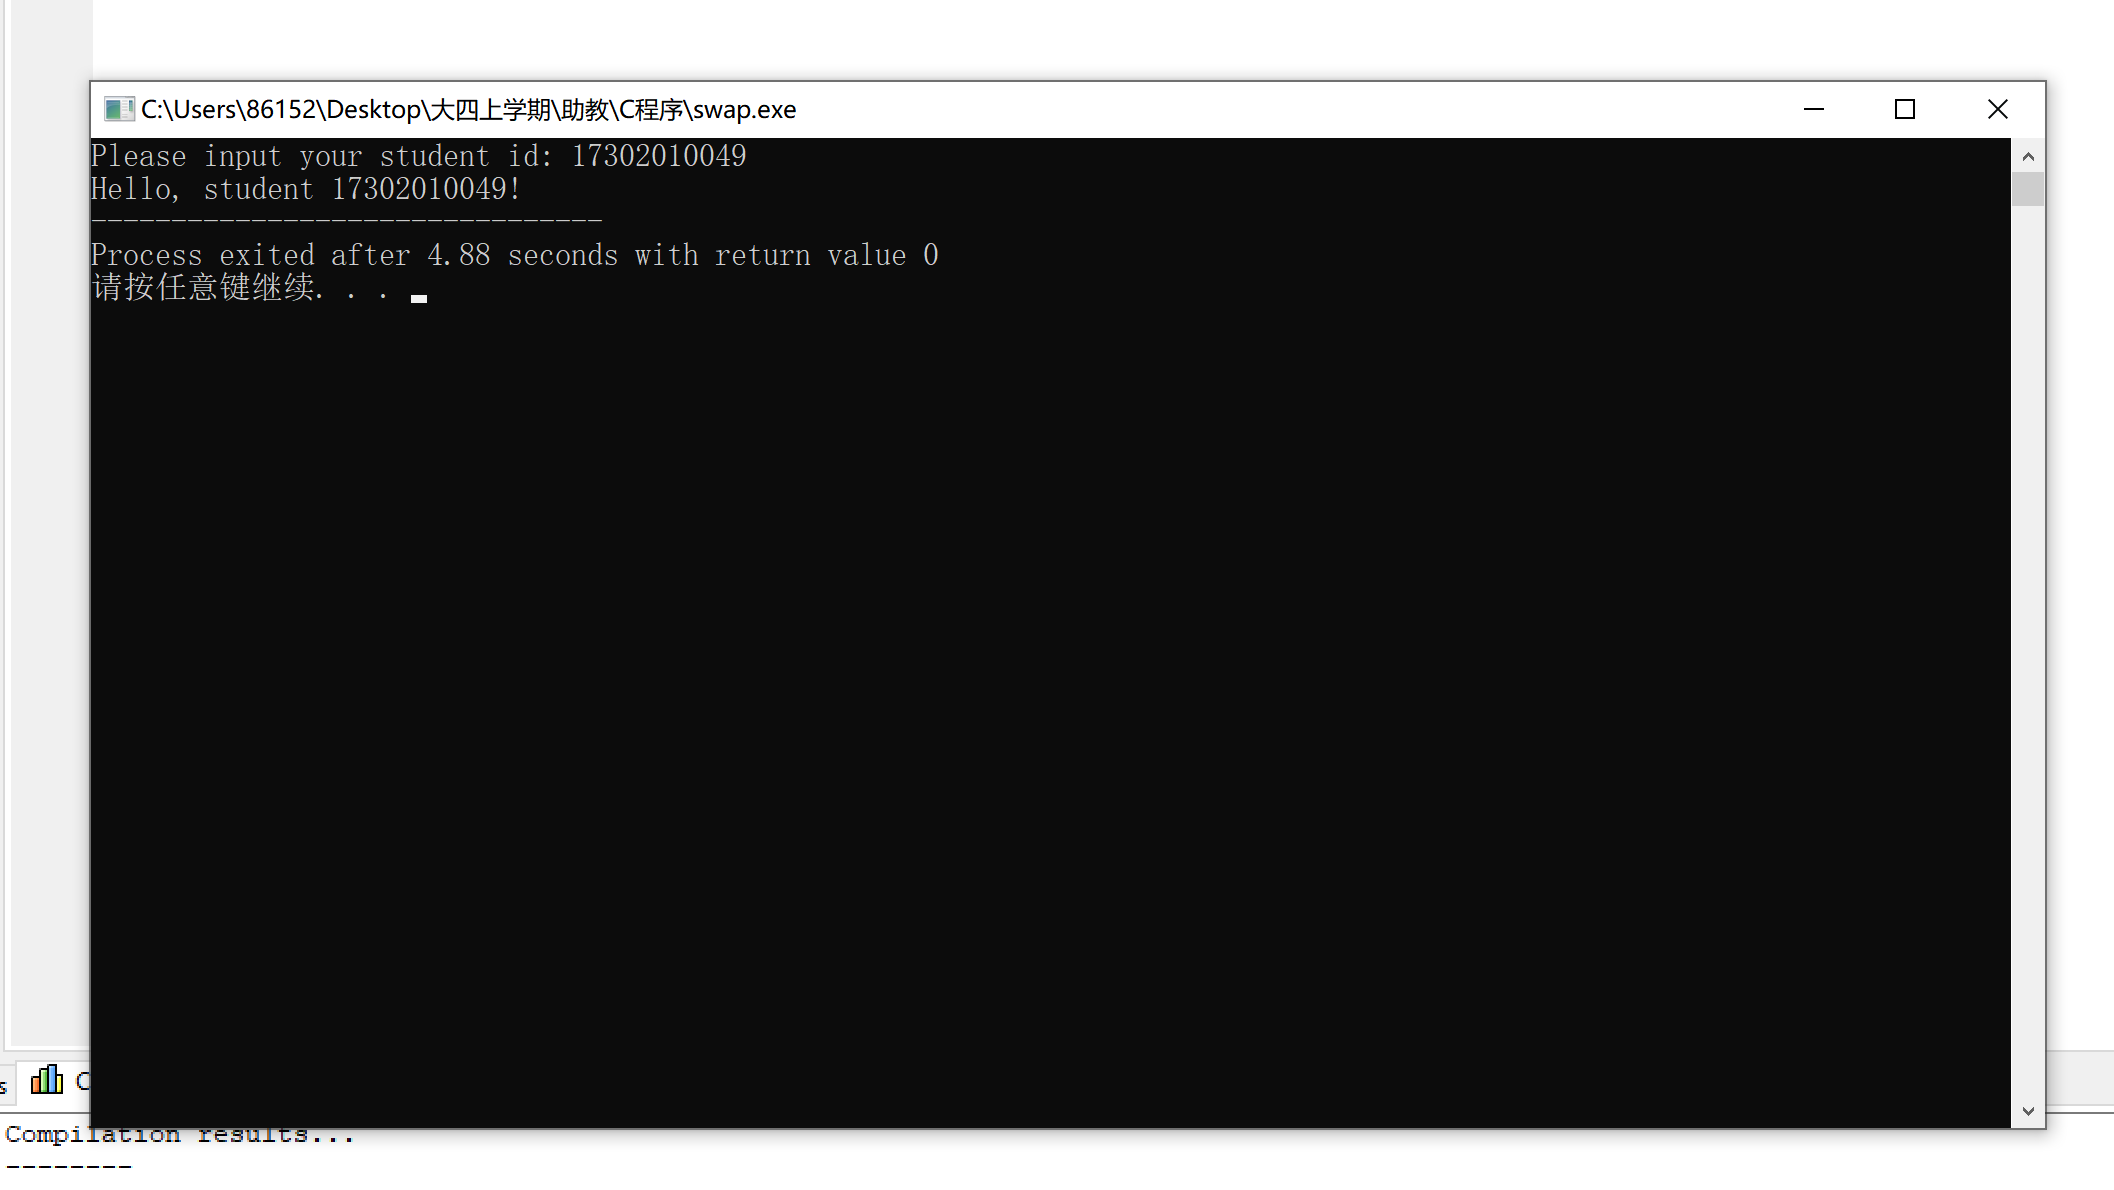 C:\Users\86152\Desktop\大四上学期\助教\C程序\swap.exe
Please input your student id: 17302010049
Hello, student 17302010049!
--------------------------------
Process exited after 4.88 seconds with return value 0
请按任意键继续. . .
Compilation results...
--------